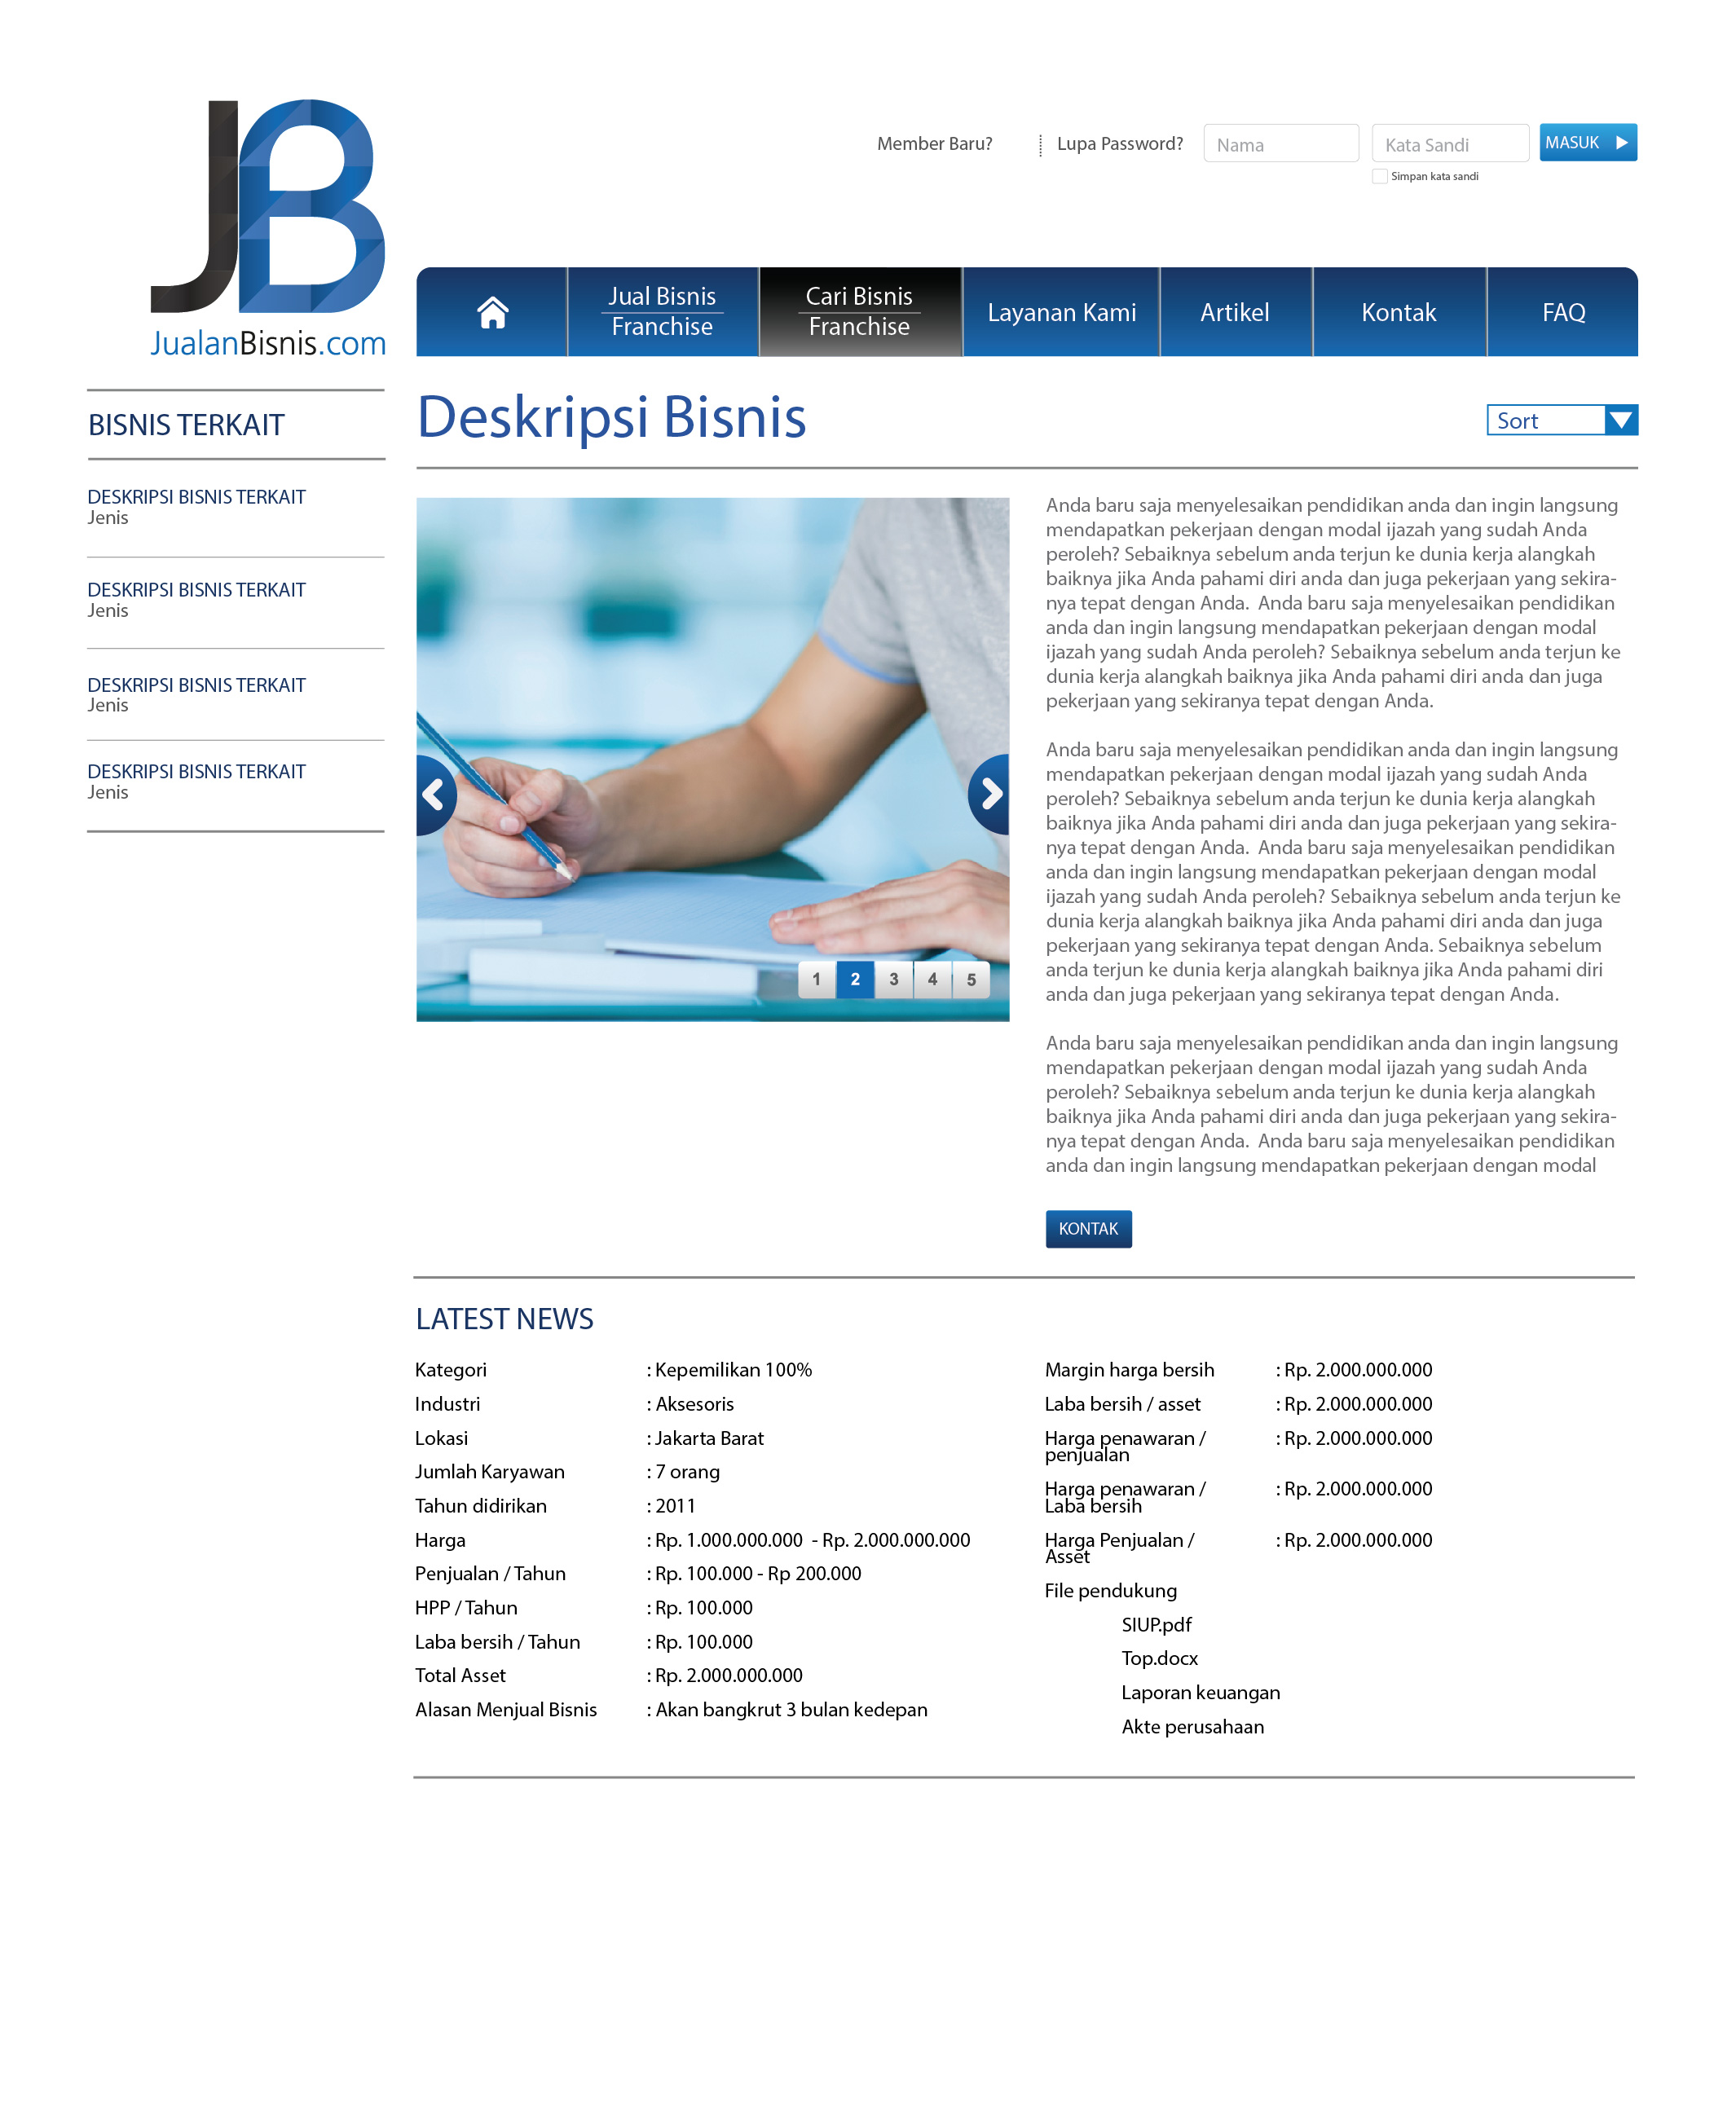 JB
JualanBisnis.com
Member Baru?
Lupa Password?
Nama
Kata Sandi
MASUK
Simpan kata sandi
Jual Bisnis
Franchise
Cari Bisnis
Franchise
Layanan Kami
Artikel
Kontak
FAQ
BISNIS TERKAIT
DESKRIPSI BISNIS TERKAIT
Jenis
DESKRIPSI BISNIS TERKAIT
Jenis
DESKRIPSI BISNIS TERKAIT
Jenis
DESKRIPSI BISNIS TERKAIT
Jenis
Deskripsi Bisnis
Sort
1 2 3 4 5
Anda baru saja menyelesaikan pendidikan anda dan ingin langsung
mendapatkan pekerjaan dengan modal ijazah yang sudah Anda
peroleh? Sebaiknya sebelum anda terjun ke dunia kerja alangkah
baiknya jika Anda pahami diri anda dan juga pekerjaan yang sekira-
nya tepat dengan Anda.  Anda baru saja menyelesaikan pendidikan
anda dan ingin langsung mendapatkan pekerjaan dengan modal
ijazah yang sudah Anda peroleh? Sebaiknya sebelum anda terjun ke
dunia kerja alangkah baiknya jika Anda pahami diri anda dan juga
pekerjaan yang sekiranya tepat dengan Anda.
Anda baru saja menyelesaikan pendidikan anda dan ingin langsung
mendapatkan pekerjaan dengan modal ijazah yang sudah Anda
peroleh? Sebaiknya sebelum anda terjun ke dunia kerja alangkah
baiknya jika Anda pahami diri anda dan juga pekerjaan yang sekira-
nya tepat dengan Anda.  Anda baru saja menyelesaikan pendidikan
anda dan ingin langsung mendapatkan pekerjaan dengan modal
ijazah yang sudah Anda peroleh? Sebaiknya sebelum anda terjun ke
dunia kerja alangkah baiknya jika Anda pahami diri anda dan juga
pekerjaan yang sekiranya tepat dengan Anda. Sebaiknya sebelum
anda terjun ke dunia kerja alangkah baiknya jika Anda pahami diri
anda dan juga pekerjaan yang sekiranya tepat dengan Anda.
Anda baru saja menyelesaikan pendidikan anda dan ingin langsung
mendapatkan pekerjaan dengan modal ijazah yang sudah Anda
peroleh? Sebaiknya sebelum anda terjun ke dunia kerja alangkah
baiknya jika Anda pahami diri anda dan juga pekerjaan yang sekira-
nya tepat dengan Anda.  Anda baru saja menyelesaikan pendidikan
anda dan ingin langsung mendapatkan pekerjaan dengan modal
KONTAK
LATEST NEWS
Kategori : Kepemilikan 100%
Industri : Aksesoris
Lokasi : Jakarta Barat
Jumlah Karyawan : 7 orang
Tahun didirikan : 2011
Harga : Rp. 1.000.000.000  - Rp. 2.000.000.000
Penjualan / Tahun : Rp. 100.000 - Rp 200.000
HPP / Tahun : Rp. 100.000
Laba bersih / Tahun : Rp. 100.000
Total Asset : Rp. 2.000.000.000
Alasan Menjual Bisnis : Akan bangkrut 3 bulan kedepan
Margin harga bersih : Rp. 2.000.000.000
Laba bersih / asset : Rp. 2.000.000.000
Harga penawaran / : Rp. 2.000.000.000
penjualan
Harga penawaran / : Rp. 2.000.000.000
Laba bersih
Harga Penjualan / : Rp. 2.000.000.000
Asset
File pendukung
SIUP.pdf
Top.docx
Laporan keuangan
Akte perusahaan